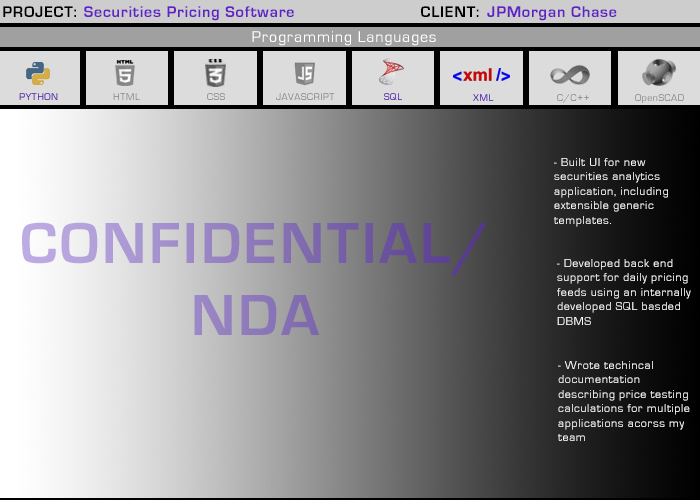 PROJECT: Securities Pricing Software CLIENT: JPMorgan Chase
Programming Languages
HTML CSS JS <xml />
5 3
PYTHON HTML CSS JAVASCRIPT SQL XML C/C++ OpenSCAD
CONFIDENTIAL/
NDA
- Built UI for new
securities analytics
application, including
extensible generic
templates.
- Developed back end
support for daily pricing
feeds using an internally
developed SQL basded
DBMS
- Wrote techincal
documentation
describing price testing
calculations for multiple
applications acorss my
team